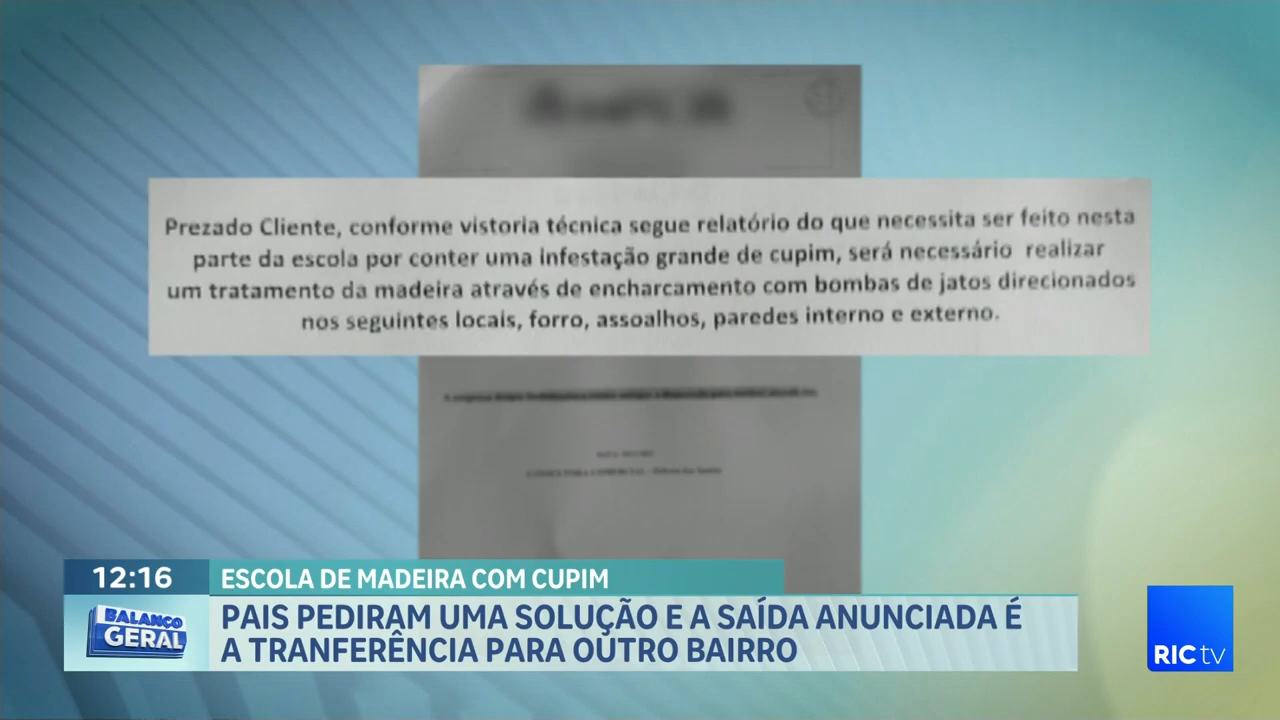 Prezado Cliente, conforme vistoria técnica segue relatório do que necessita ser feito nesta
parte da escola por conter uma infestação grande de cupim, será necessário realizar
um tratamento da madeira através de encharcamento com bombas de jatos direcionados
nos seguintes locais, forro, assoalhos, paredes interno e externo.
12:16
ESCOLA DE MADEIRA COM CUPIM
BALANÇO
GERAL
PAIS PEDIRAM UMA SOLUÇÃO E A SAÍDA ANUNCIADA É
A TRANFERÊNCIA PARA OUTRO BAIRRO
RIC tv